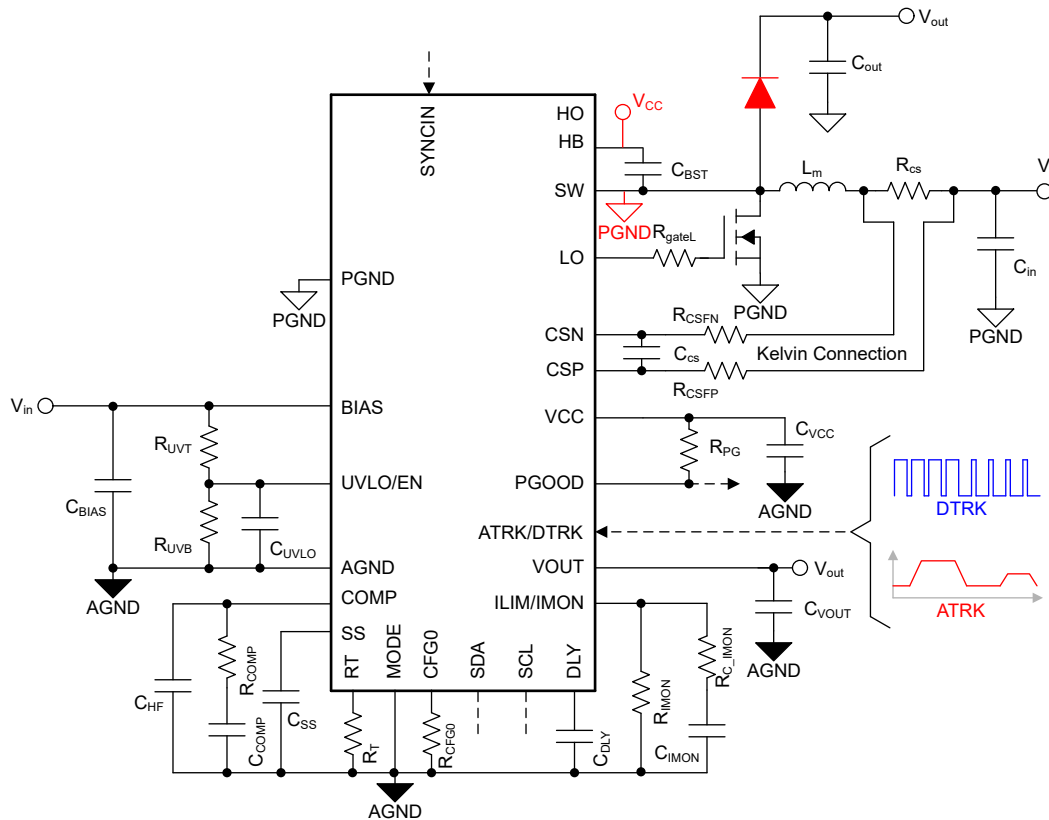 Vout
Cout
SYNCIN
HO
VCC
HB
CBST
SW
PGND
Lm
Rcs
V
RgateL
LO
PGND
Cin
PGND
PGND
PGND
RCSFN
CSN
Ccs
Kelvin Connection
CSP
RCSFP
Vin
BIAS
VCC
RUVT
RPG
CVCC
CBIAS
UVLO/EN
PGOOD
AGND
DTRK
RUVB
CUVLO
ATRK/DTRK
AGND
AGND
VOUT
Vout
COMP
ILIM/IMON
CVOUT
ATRK
SS
AGND
RT
MODE
CFG0
SDA
SCL
DLY
CHF
RCOMP
CCOMP
CSS
RT
RCFG0
CDLY
RIMON
RC_IMON
CIMON
AGND